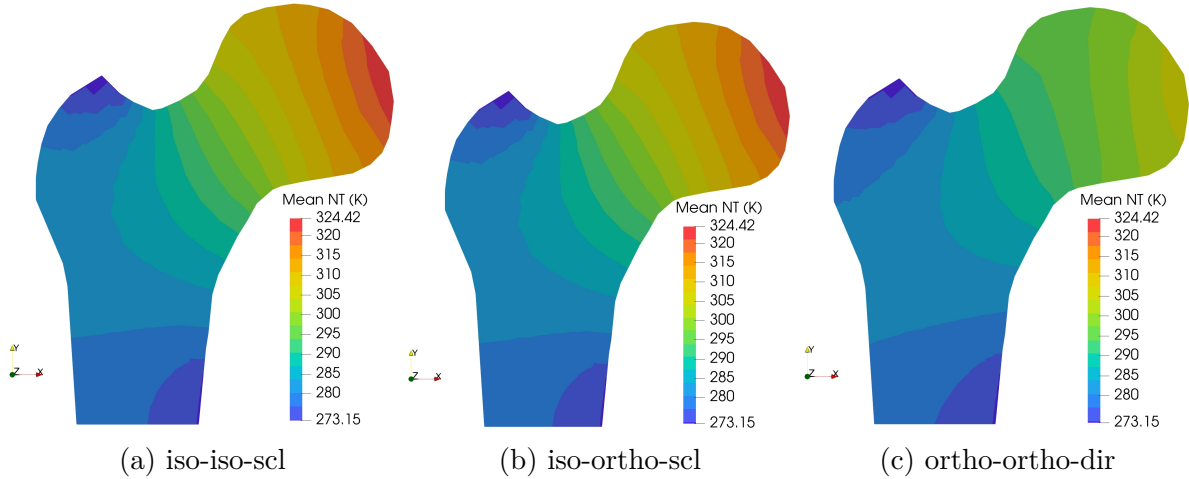 Mean NT (K)
324.42
320
315
310
305
300
295
290
285
280
273.15
Y
Z
X
(a) iso-iso-scl
Mean NT (K)
324.42
320
315
310
305
300
295
290
285
280
273.15
Y
Z
X
(b) iso-ortho-scl
Mean NT (K)
324.42
320
315
310
305
300
295
290
285
280
273.15
Y
Z
X
(c) ortho-ortho-dir